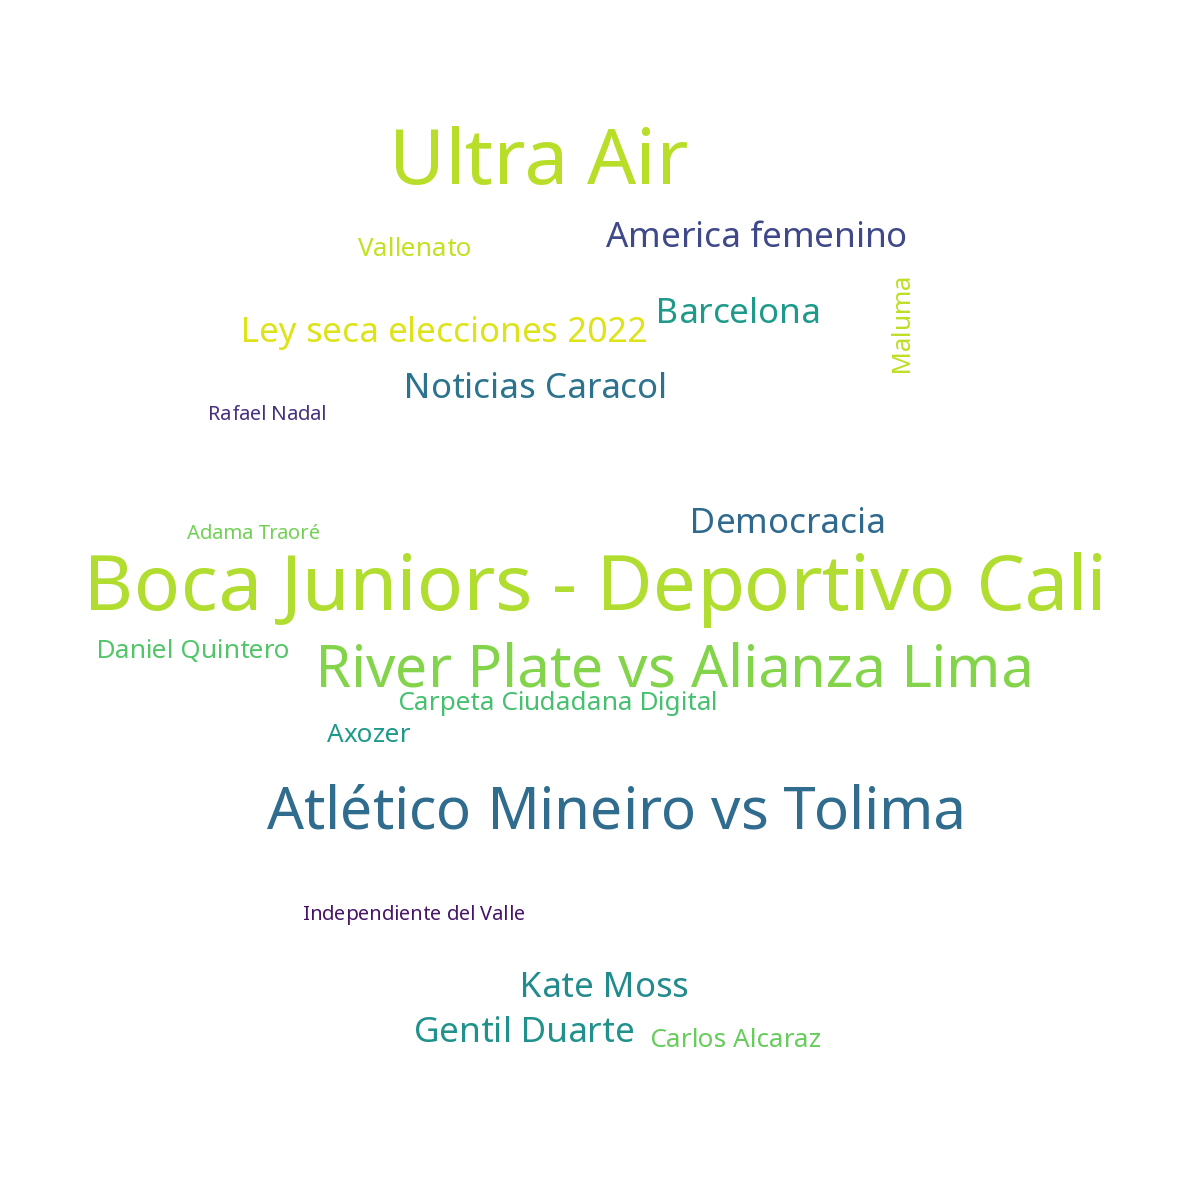 Ultra Air
America femenino
Vallenato
Maluma
Barcelona
Ley seca elecciones 2022
Noticias Caracol
Rafael Nadal
Democracia
Adama Traoré
Boca Juniors - Deportivo Cali
Daniel Quintero
River Plate vs Alianza Lima
Carpeta Ciudadana Digital
Axozer
Atlético Mineiro vs Tolima
Independiente del Valle
Kate Moss
Gentil Duarte
Carlos Alcaraz